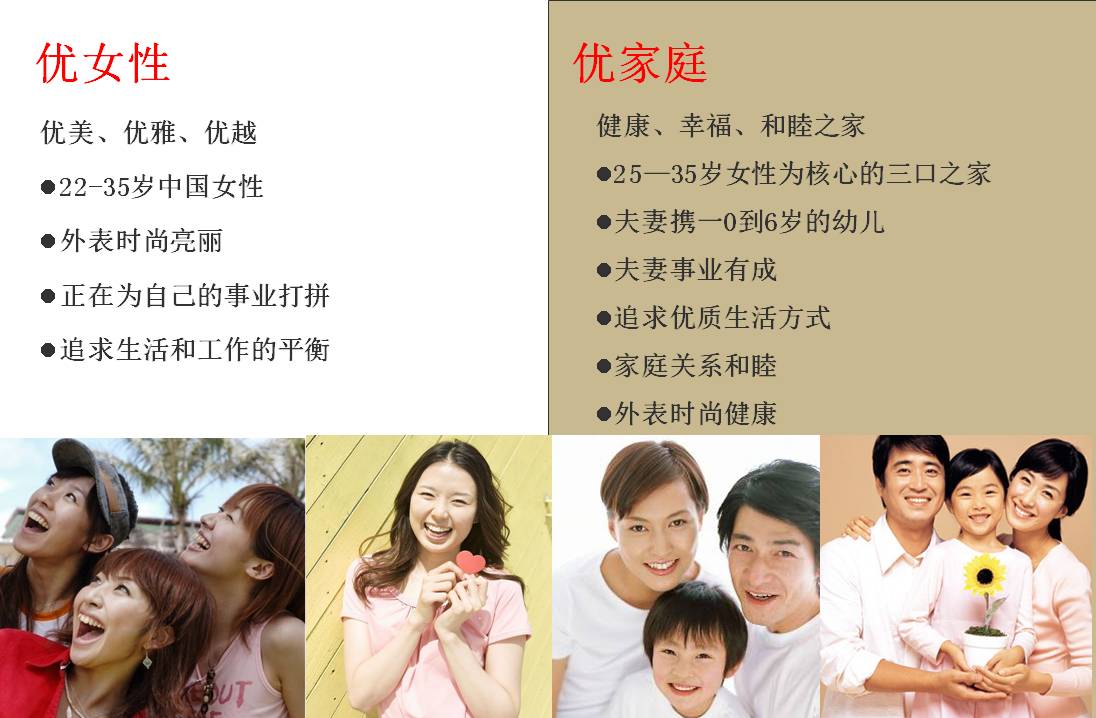 优女性
优美、优雅、优越
●22-35岁中国女性
●外表时尚亮丽
●正在为自己的事业打拼
●追求生活和工作的平衡
优家庭
健康、幸福、和睦之家
●25—35岁女性为核心的三口之家
●夫妻携一0到6岁的幼儿
●夫妻事业有成
●追求优质生活方式
●家庭关系和睦
●外表时尚健康